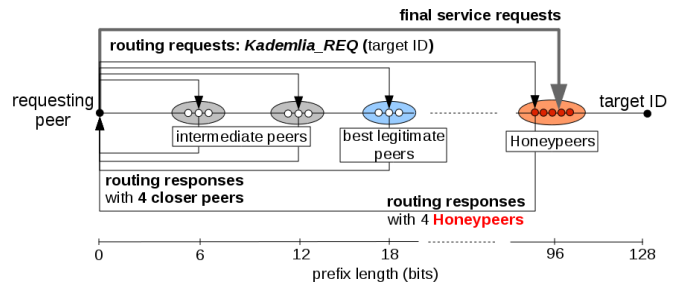 final service requests
routing requests: Kademlia_REQ (target ID)
requesting
peer
target ID
intermediate peers
best legitimate
peers
Honeypeers
routing responses
with 4 closer peers
routing responses
with 4 Honeypeers
0
6
12
18
96
128
prefix length (bits)